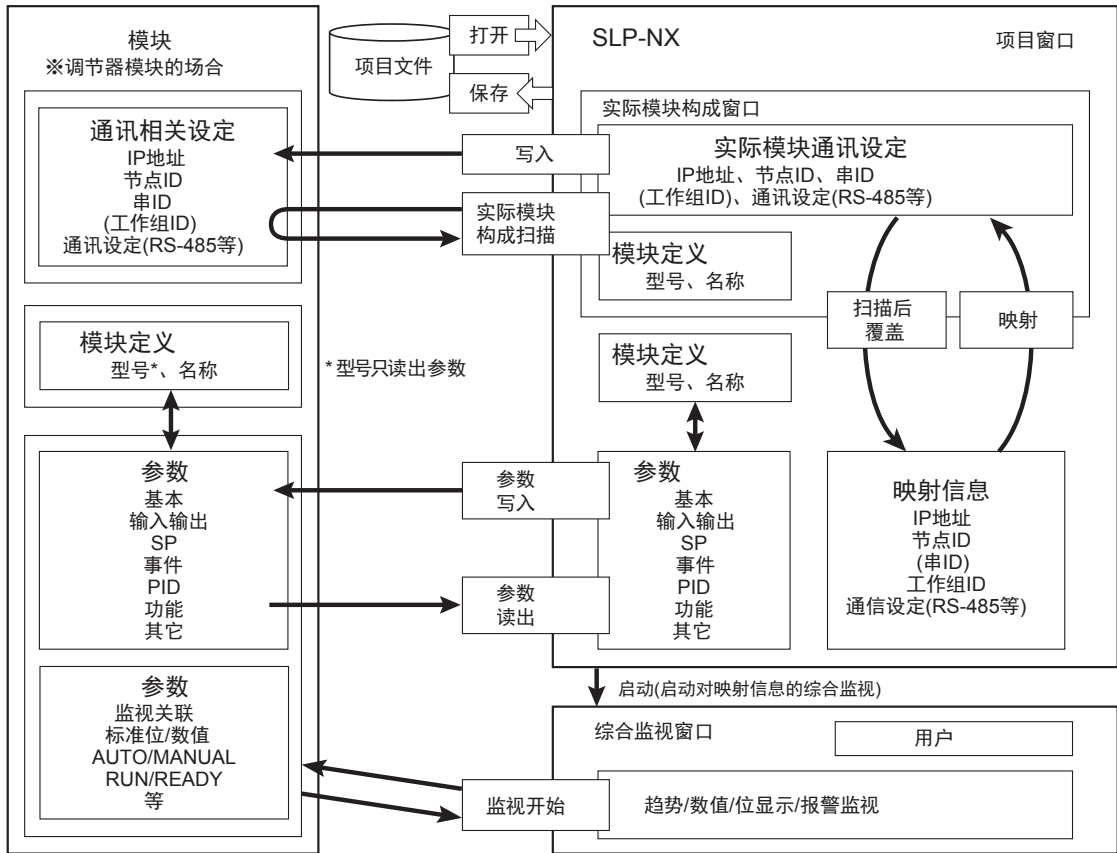 模块
※调节器模块的场合
通讯相关设定
IP地址
节点ID
串ID
(工作组ID)
通讯设定(RS-485等)
模块定义
型号*、名称
*型号只读出参数
参数
基本
输入输出
SP
事件
PID
功能
其它
参数
监视关联
标准位/数值
AUTO/MANUAL
RUN/READY
等
项目文件
打开
保存
写入
实际模块
构成扫描
参数
写入
参数
读出
监视开始
SLP-NX
项目窗口
实际模块构成窗口
实际模块通讯设定
IP地址、节点ID、串ID
(工作组ID)、通讯设定(RS-485等)
模块定义
型号、名称
扫描后
覆盖
映射
模块定义
型号、名称
参数
基本
输入输出
SP
事件
PID
功能
其它
映射信息
IP地址
节点ID
(串ID)
工作组ID
通信设定(RS-485等)
启动(启动对映射信息的综合监视)
综合监视窗口
用户
趋势/数值/位显示/报警监视